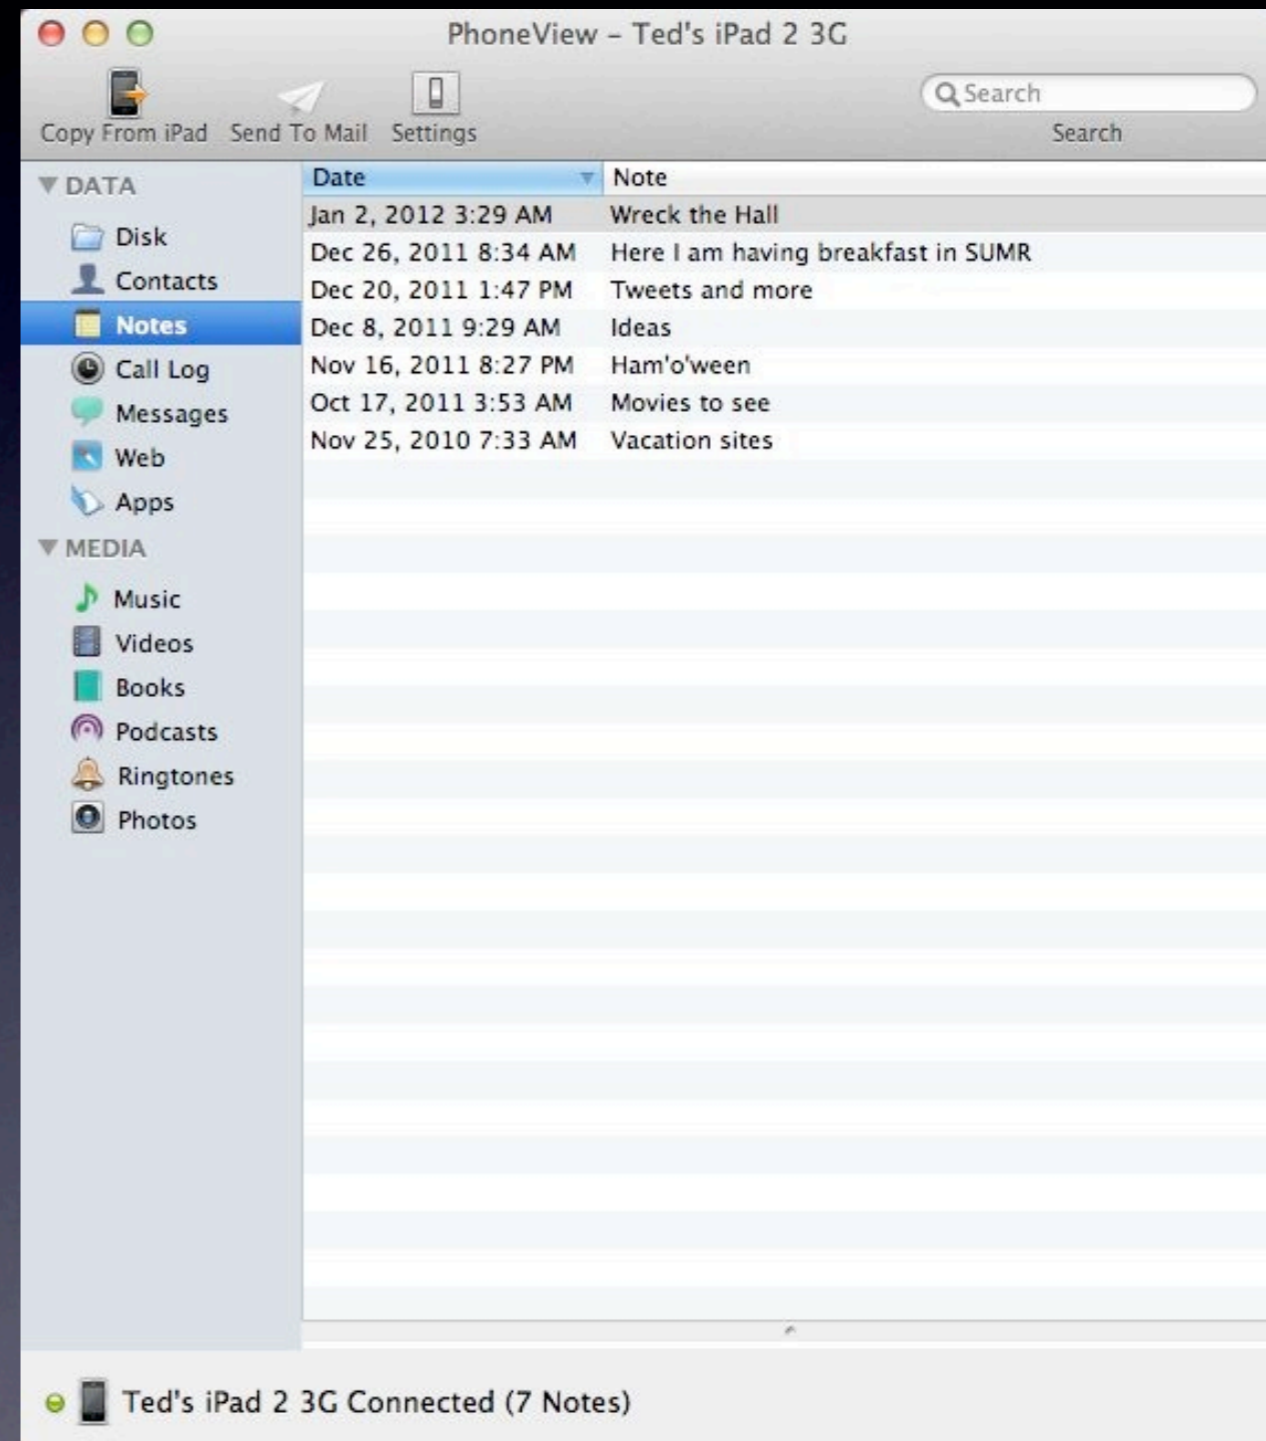 PhoneView – Ted's iPad 2 3G
Search
Copy From iPad Send To Mail Settings Search
DATA
Disk
Contacts
Notes
Call Log
Messages
Web
Apps
MEDIA
Music
Videos
Books
Podcasts
Ringtones
Photos
Date Note
Jan 2, 2012 3:29 AM Wreck the Hall
Dec 26, 2011 8:34 AM Here I am having breakfast in SUMR
Dec 20, 2011 1:47 PM Tweets and more
Dec 8, 2011 9:29 AM Ideas
Nov 16, 2011 8:27 PM Ham'o'ween
Oct 17, 2011 3:53 AM Movies to see
Nov 25, 2010 7:33 AM Vacation sites
Ted's iPad 2 3G Connected (7 Notes)